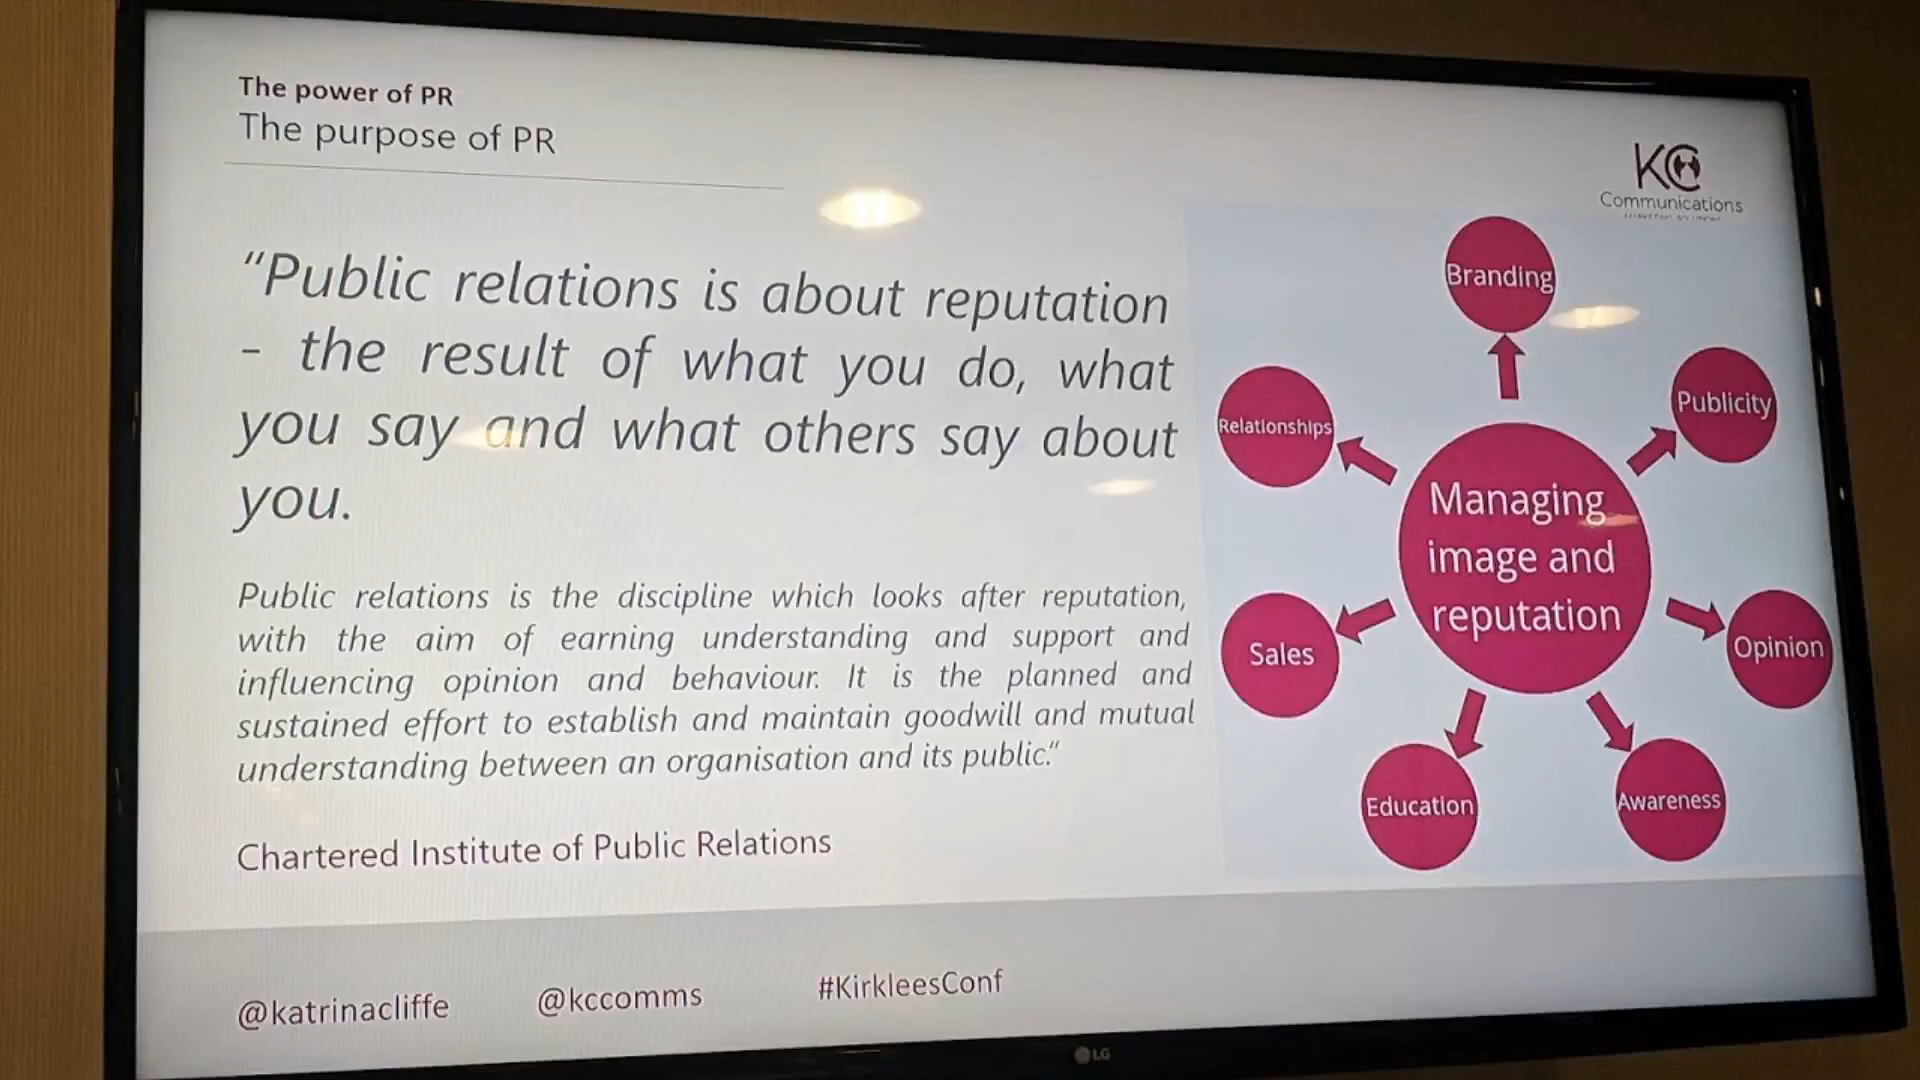 The power of PR
The purpose of PR
KC
Communications
"Public relations is about reputation
- the result of what you do, what
you say and what others say about
you.
Public relations is the discipline which looks after reputation,
with the aim of earning understanding and support and
influencing opinion and behaviour. It is the planned and
sustained effort to establish and maintain goodwill and mutual
understanding between an organisation and its public."
Chartered Institute of Public Relations
Branding
Publicity
Relationships
Managing
image and
reputation
Opinion
Sales
Awareness
Education
@katrinacliffe
@kccomms
#KirkleesConf
LG